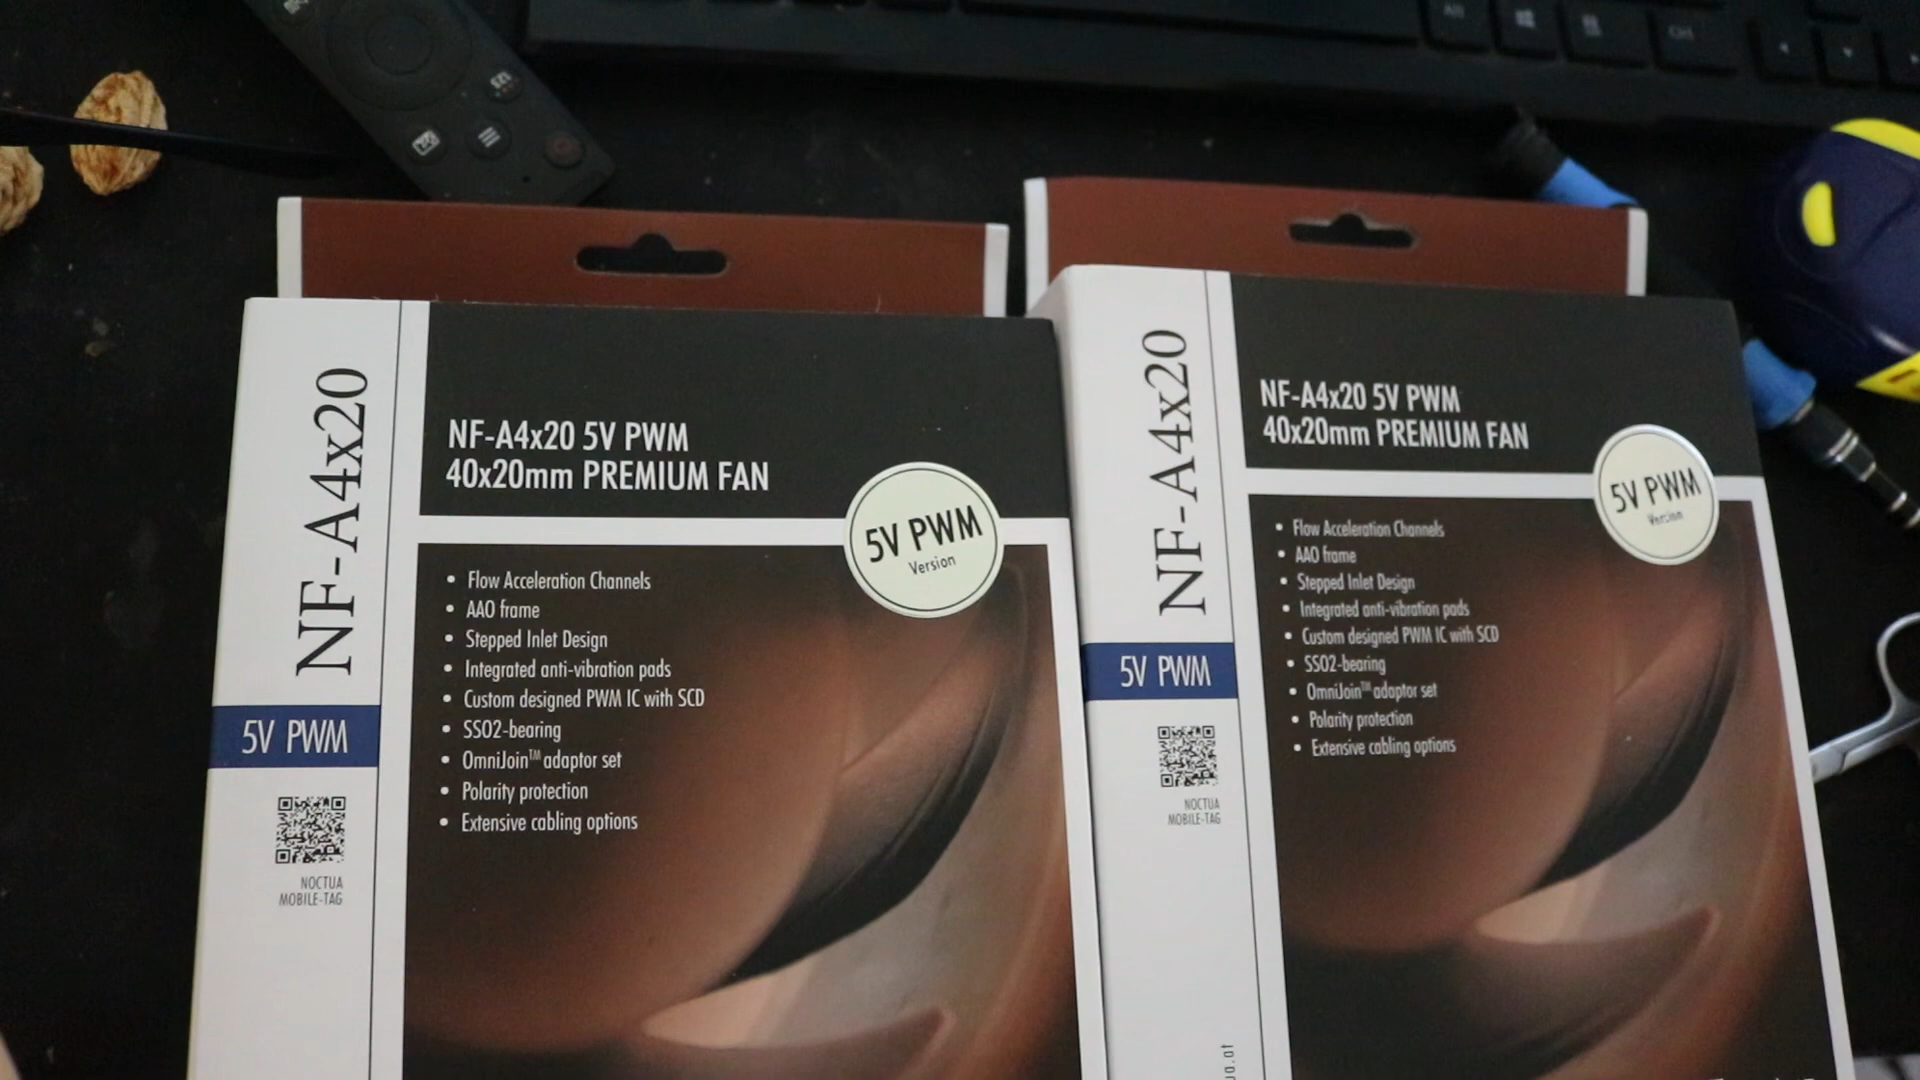 Alt
Ctrl
NF-A4x20
5V PWM
NOCTUA
MOBILE-TAG
NF-A4x20 5V PWM
40x20mm PREMIUM FAN
5V PWM
Version
• Flow Acceleration Channels
• AAO frame
• Stepped Inlet Design
• Integrated anti-vibration pads
• Custom designed PWM IC with SCD
• SSO2-bearing
• OmniJoin™ adaptor set
• Polarity protection
• Extensive cabling options
NF-A4x20
5V PWM
NOCTUA
MOBILE-TAG
NF-A4x20 5V PWM
40x20mm PREMIUM FAN
5V PWM
Version
• Flow Acceleration Channels
• AAO frame
• Stepped Inlet Design
• Integrated anti-vibration pads
• Custom designed PWM IC with SCD
• SSO2-bearing
• OmniJoin™ adaptor set
• Polarity protection
• Extensive cabling options